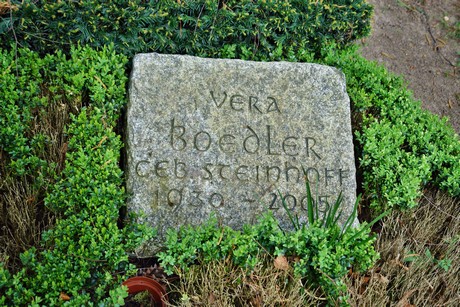 VERA
BOEDLER
GEB. STEINHOFF
1930 - 2005